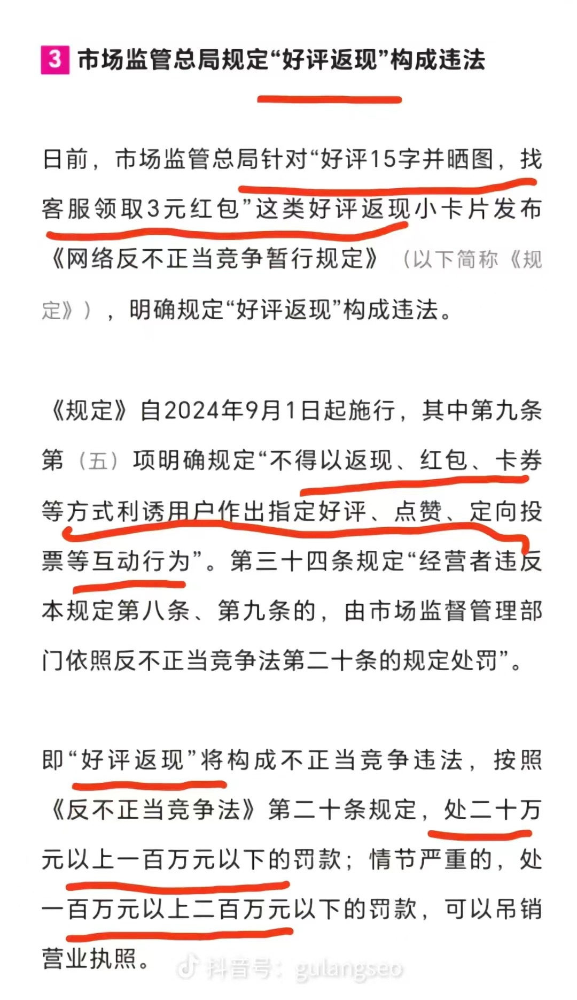 3 市场监管总局规定“好评返现”构成违法
日前，市场监管总局针对“好评15字并晒图，找
客服领取3元红包”这类好评返现小卡片发布
《网络反不正当竞争暂行规定》（以下简称《规
定》），明确规定“好评返现”构成违法。
《规定》自2024年9月1日起施行，其中第九条
第（五）项明确规定“不得以返现、红包、卡券
等方式利诱用户作出指定好评、点赞、定向投
票等互动行为”。第三十四条规定“经营者违反
本规定第八条、第九条的，由市场监督管理部
门依照反不正当竞争法第二十条的规定处罚”。
即“好评返现”将构成不正当竞争违法，按照
《反不正当竞争法》第二十条规定，处二十万
元以上一百万元以下的罚款；情节严重的，处
一百万元以上二百万元以下的罚款，可以吊销
营业执照。
抖音号：gulangseo